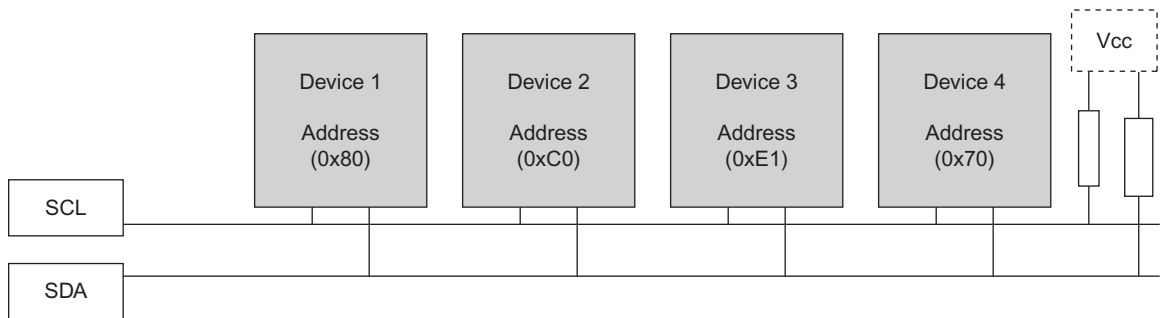 Device 1
Address
(0x80)
Device 2
Address
(0xC0)
Device 3
Address
(0xE1)
Device 4
Address
(0x70)
Vcc
SCL
SDA